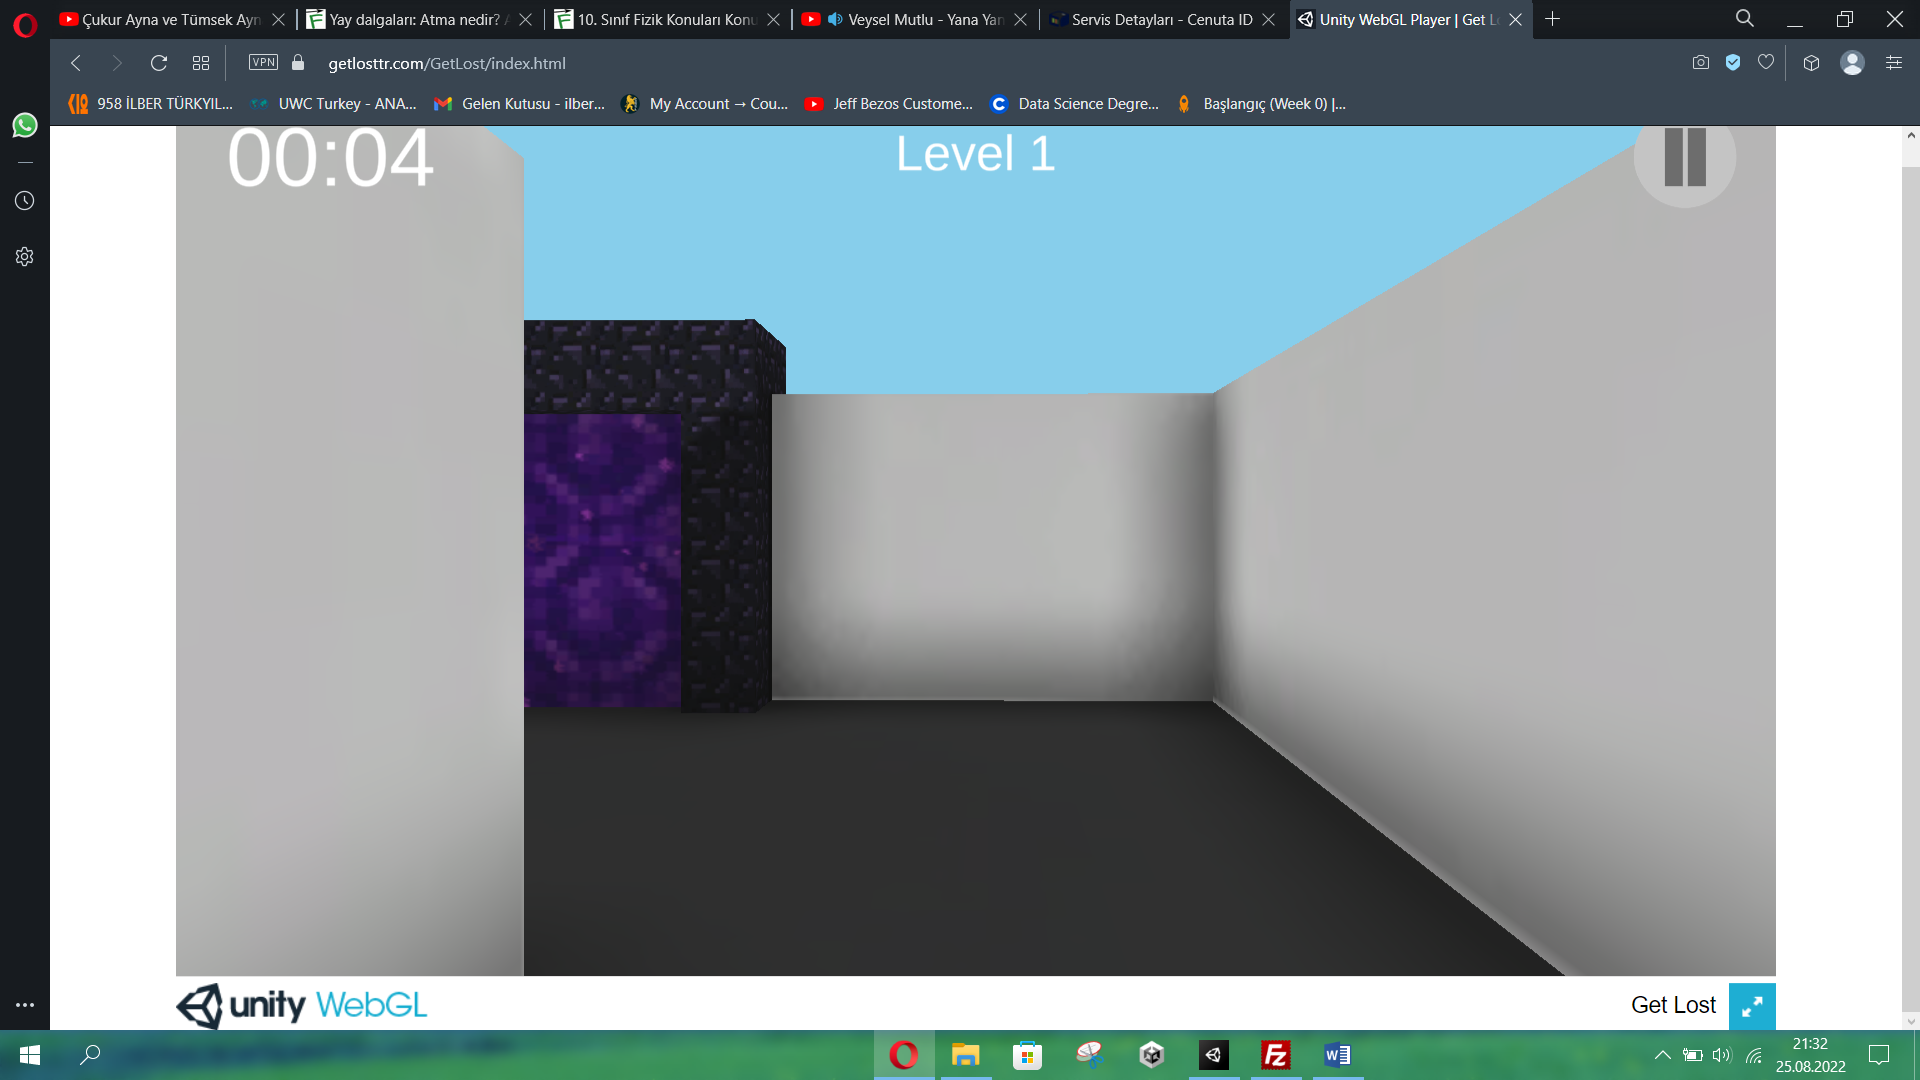 Çukur Ayna ve Tümsek Ayn
Yay dalgaları: Atma nedir? A
10. Sınıf Fizik Konuları Konu
Veysel Mutlu - Yana Yan
Servis Detayları - Cenuta ID
Unity WebGL Player | Get Lo
VPN
getlosttr.com/GetLost/index.html
958 İLBER TÜRKYIL...
UWC Turkey - ANA...
Gelen Kutusu - ilber...
My Account → Cou...
Jeff Bezos Custome...
Data Science Degre...
Başlangıç (Week 0) |...
00:04
Level 1
unity WebGL
Get Lost
21:32
25.08.2022